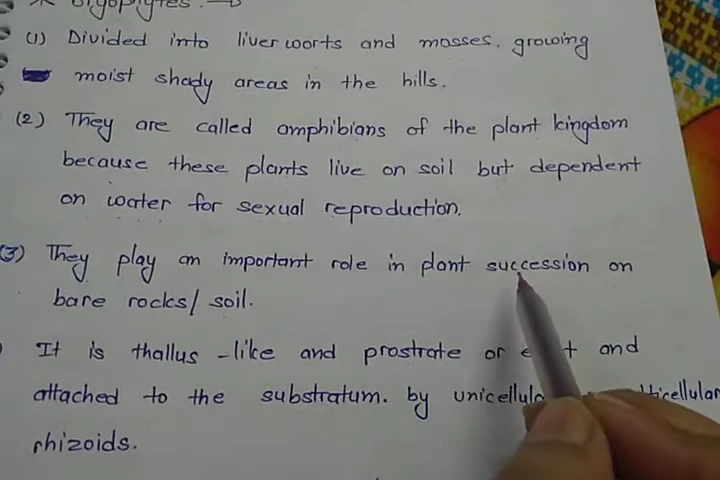 Bryophytes. →
(1) Divided into liver worts and mosses. growing
moist shady areas in the hills.
(2) They are called amphibians of the plant kingdom
because these plants live on soil but dependent
on water for sexual reproduction.
(3) They play an important role in plant succession on
bare rocks/soil.
It is thallus -like and prostrate or and
attached to the substratum. by
rhizoids.